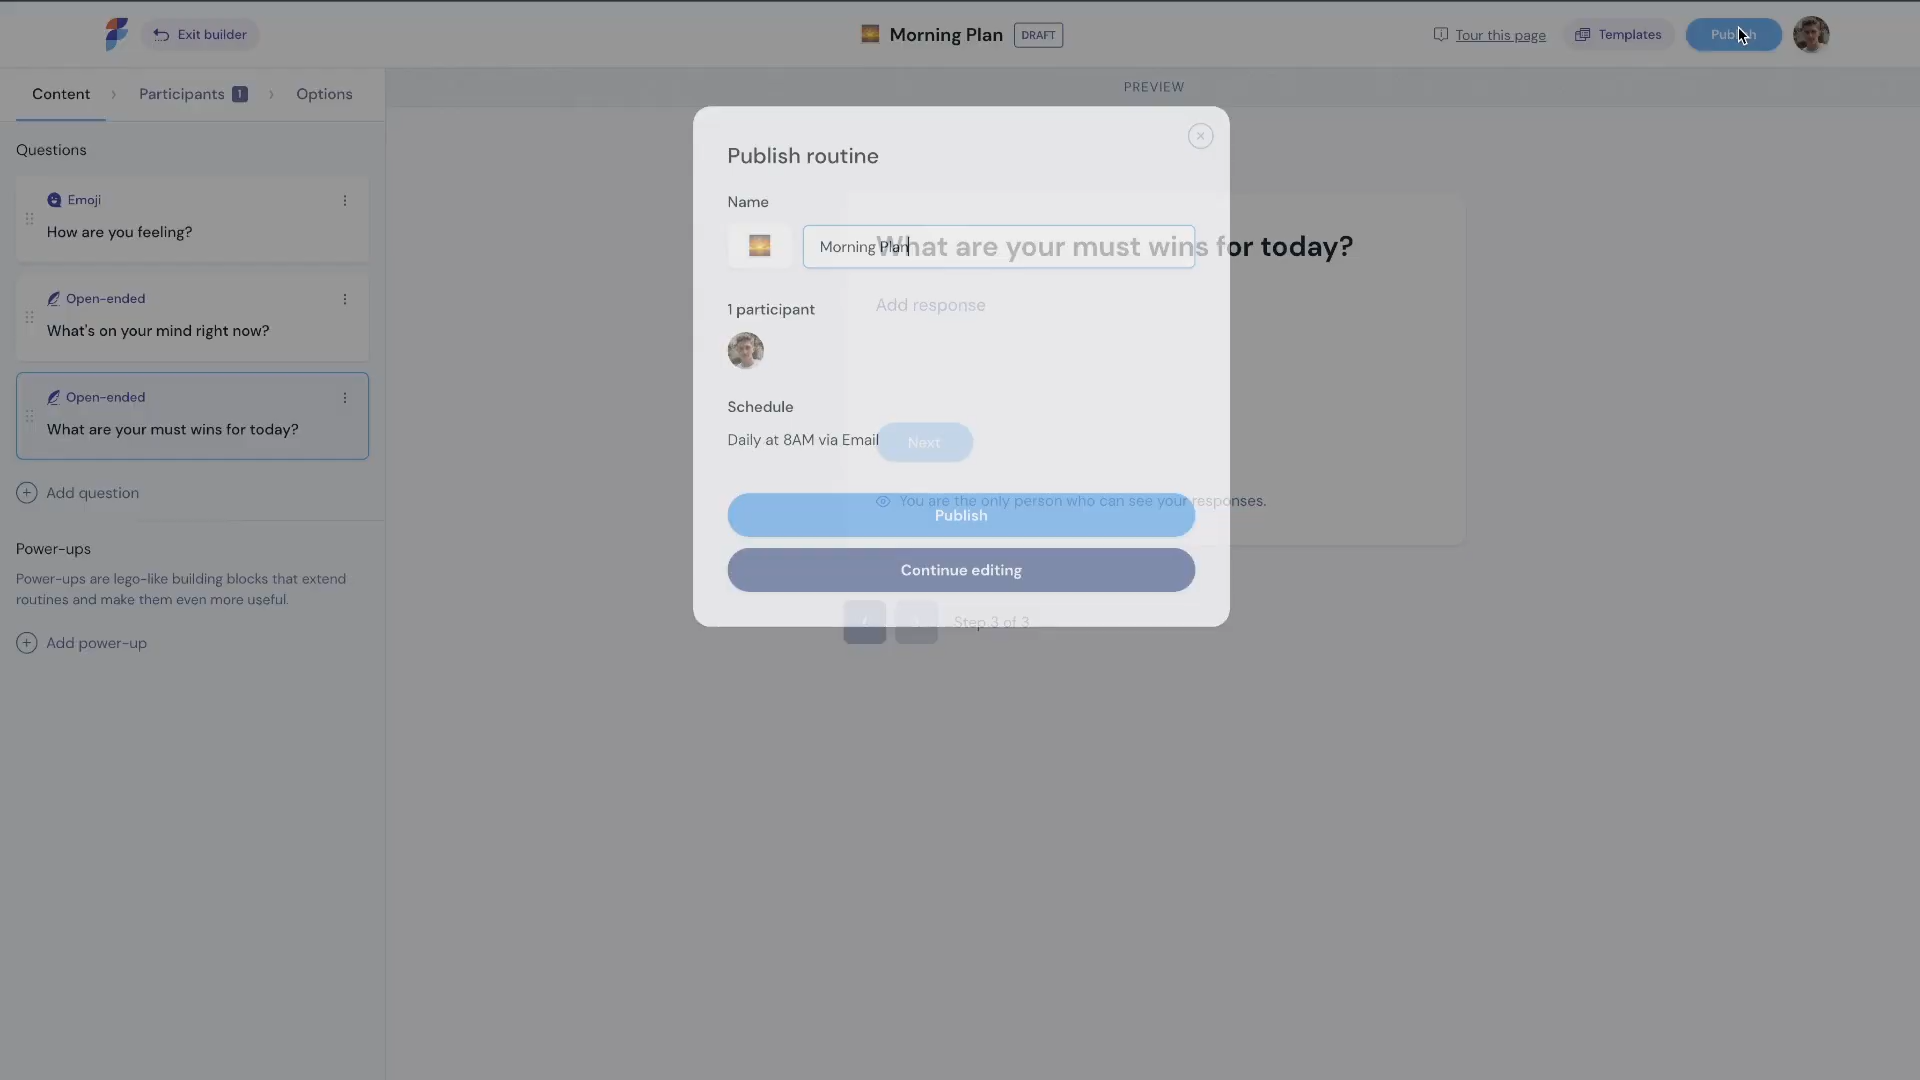 Exit builder
Morning Plan
DRAFT
Tour this page
Templates
Publish
Content
Participants 1
Options
PREVIEW
Questions
Emoji
How are you feeling?
Open-ended
What's on your mind right now?
Open-ended
What are your must wins for today?
Add question
Power-ups
Power-ups are lego-like building blocks that extend
routines and make them even more useful.
Add power-up
Publish routine
Name
Morning Plan
What are your must wins for today?
Add response
1 participant
Schedule
Daily at 8AM via Email
Next
You are the only person who can see your responses.
Publish
Continue editing
Step 3 of 3